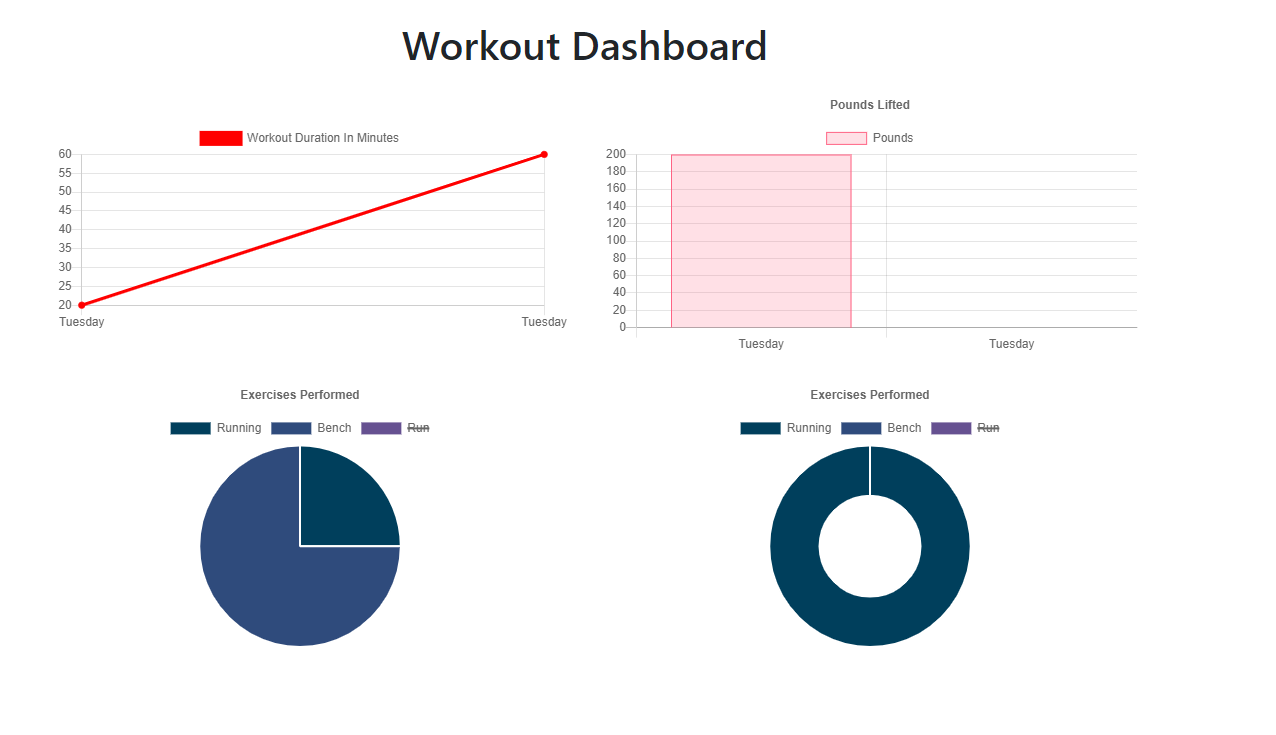 Workout Dashboard
Workout Duration In Minutes
60
55
50
45
40
35
30
25
20
Tuesday Tuesday
Pounds Lifted
Pounds
200
180
160
140
120
100
80
60
40
20
0
Tuesday Tuesday
Exercises Performed
Running Bench Run
Exercises Performed
Running Bench Run